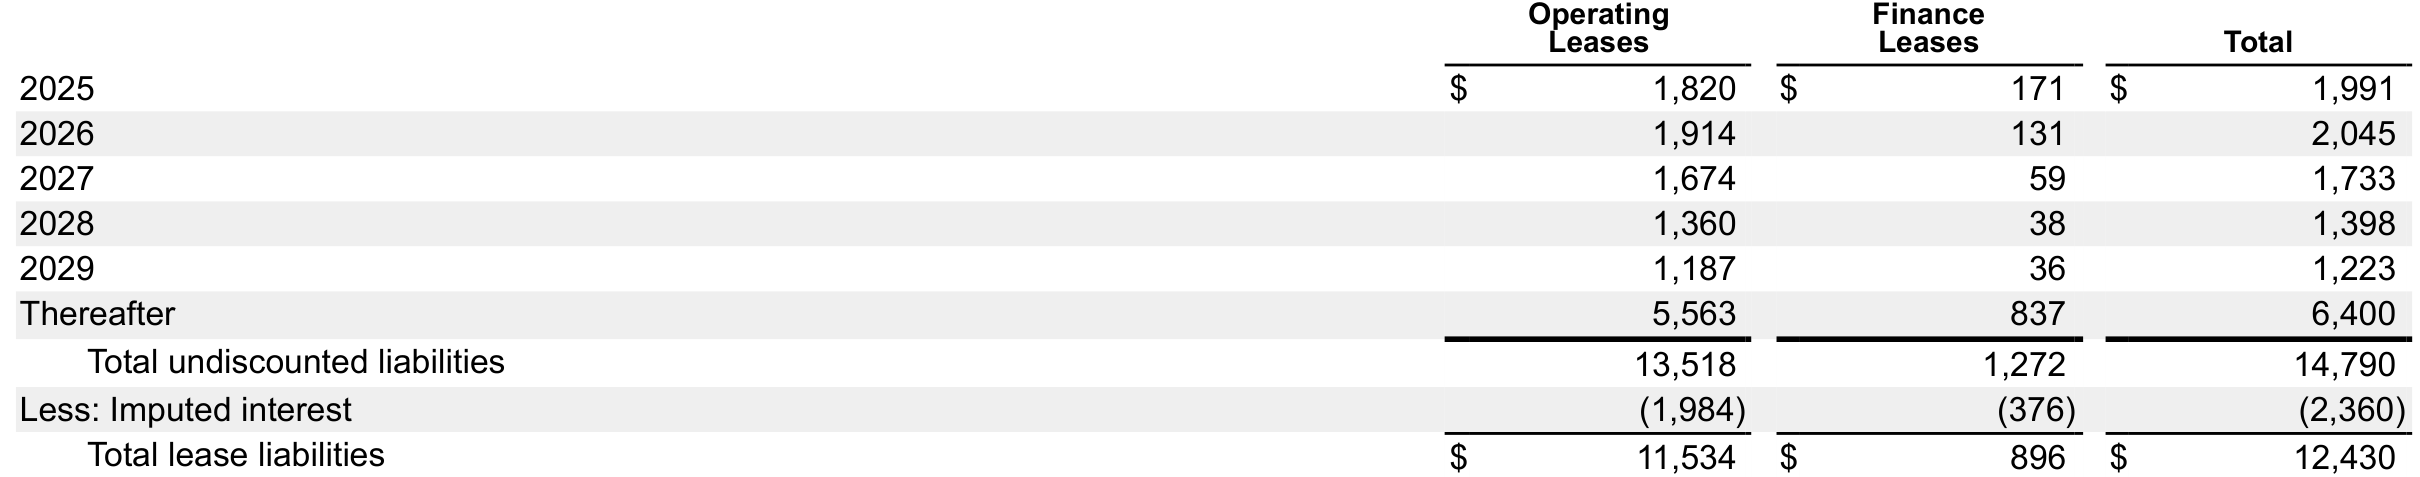 Operating Leases Finance Leases Total
2025 $ 1,820 $ 171 $ 1,991
2026 1,914 131 2,045
2027 1,674 59 1,733
2028 1,360 38 1,398
2029 1,187 36 1,223
Thereafter 5,563 837 6,400
Total undiscounted liabilities 13,518 1,272 14,790
Less: Imputed interest (1,984) (376) (2,360)
Total lease liabilities $ 11,534 $ 896 $ 12,430